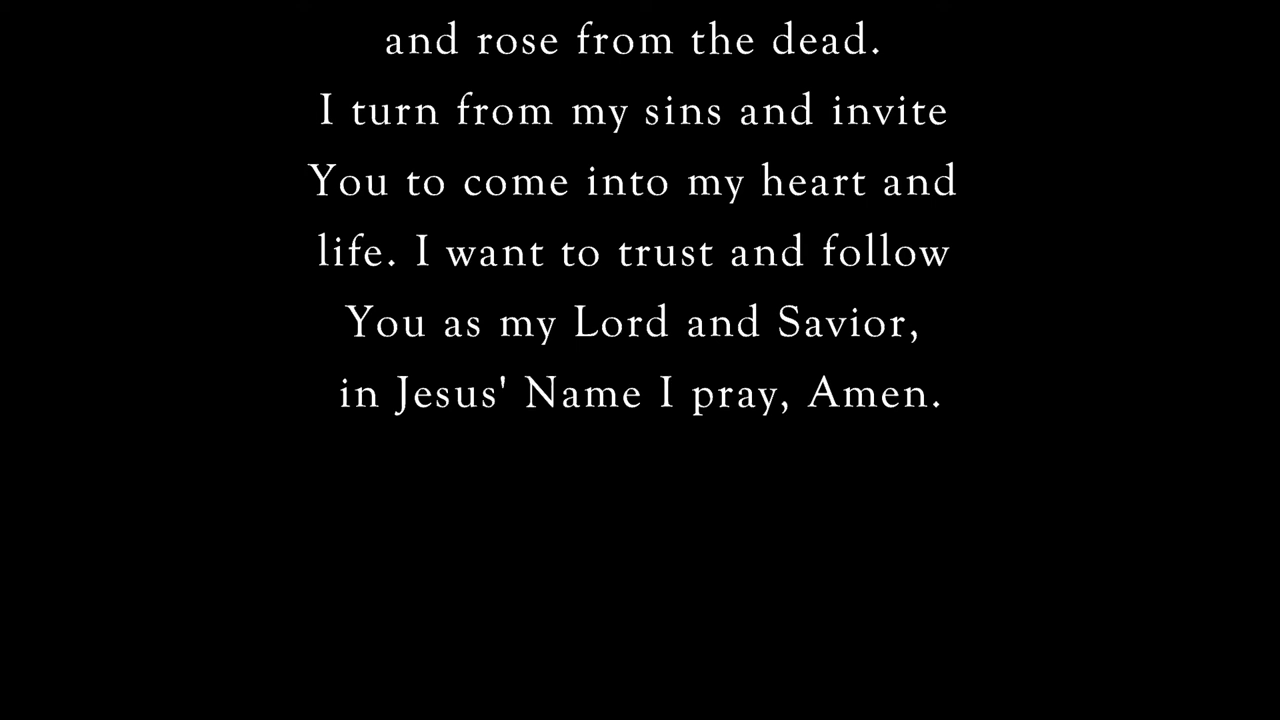 and rose from the dead.
I turn from my sins and invite
You to come into my heart and
life. I want to trust and follow
You as my Lord and Savior,
in Jesus' Name I pray, Amen.